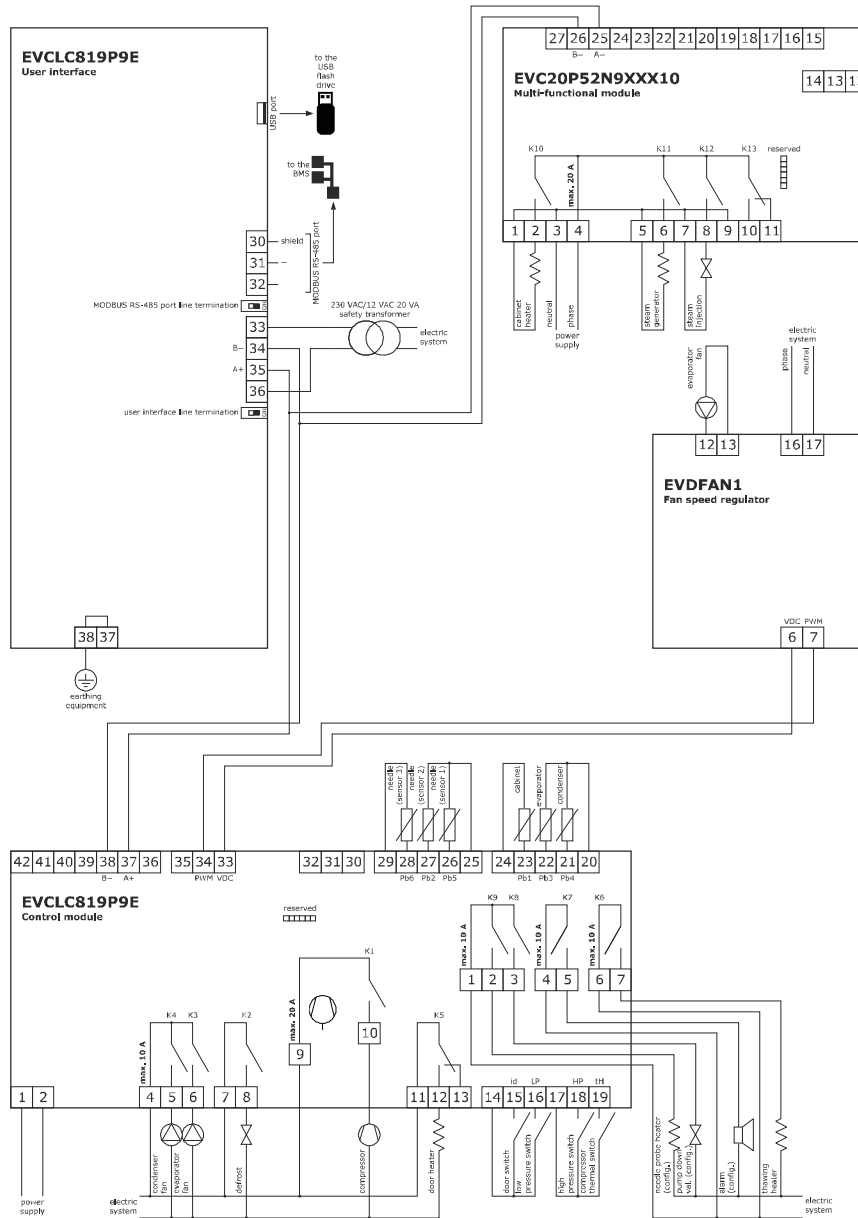 EVCLC819P9E
User interface
to the
USB
flash
drive
USB port
to the
BMS
30
shield
31
–
32
MODBUS RS-485 port
MODBUS RS-485 port line termination
ON
33
B–
34
A+
35
36
user interface line termination
ON
230 VAC/12 VAC 20 VA
safety transformer
electric
system
38 37
earthing
equipment
27 26 25 24 23 22 21 20 19 18 17 16 15
B– A–
EVC20P52N9XXX10
Multi-functional module
14 13
K10 K11 K12 K13 reserved
max. 20 A
1 2 3 4 5 6 7 8 9 10 11
cabinet
heater
neutral
phase
power
supply
steam
generator
steam
injection
evaporator
fan
electric
system
phase
neutral
12 13 16 17
EVDFAN1
Fan speed regulator
VDC PWM
6 7
needle
(sensor 3)
needle
(sensor 2)
needle
(sensor 1)
cabinet
evaporator
condenser
42 41 40 39 38 37 36 35 34 33 32 31 30 29 28 27 26 25 24 23 22 21 20
B– A+ PWM VDC Pb6 Pb2 Pb5 Pb1 Pb3 Pb4
EVCLC819P9E
Control module
reserved
K9 K8 K7 K6
max. 10 A
max. 10 A
max. 10 A
1 2 3 4 5 6 7
K1
max. 20 A
9
10
K4 K3 K2 K5
max. 10 A
1 2 4 5 6 7 8 11 12 13
id LP HP tHi
14 15 16 17 18 19
power
supply
electric
system
condenser
fan
evaporator
fan
defrost
compressor
door heater
door switch
low
pressure switch
high
pressure switch
compressor
thermal switch
needle probe heater
(config.)
pump down
val. (config.)
alarm
(config.)
thawing
heater
electric
system